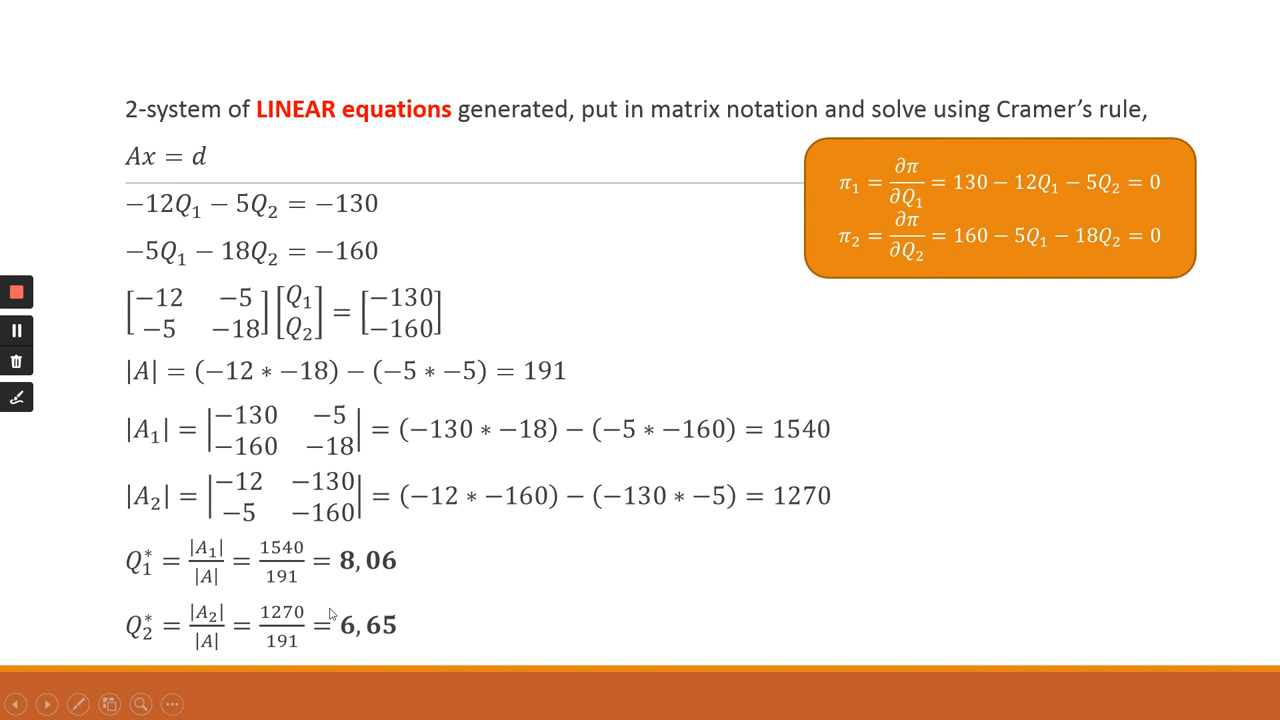 2-system of LINEAR equations generated, put in matrix notation and solve using Cramer's rule,
Ax = d
π₁ = ∂π/∂Q₁ = 130 − 12Q₁ − 5Q₂ = 0
π₂ = ∂π/∂Q₂ = 160 − 5Q₁ − 18Q₂ = 0
−12Q₁ − 5Q₂ = −130
−5Q₁ − 18Q₂ = −160
[−12 −5; −5 −18] [Q₁; Q₂] = [−130; −160]
|A| = (−12 ∗ −18) − (−5 ∗ −5) = 191
|A₁| = |−130 −5; −160 −18| = (−130 ∗ −18) − (−5 ∗ −160) = 1540
|A₂| = |−12 −130; −5 −160| = (−12 ∗ −160) − (−130 ∗ −5) = 1270
Q₁* = |A₁|/|A| = 1540/191 = 8,06
Q₂* = |A₂|/|A| = 1270/191 = 6,65